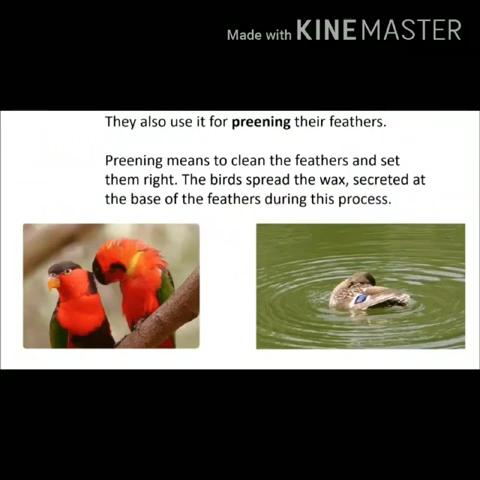 Made with KINEMASTER
They also use it for preening their feathers.
Preening means to clean the feathers and set
them right. The birds spread the wax, secreted at
the base of the feathers during this process.